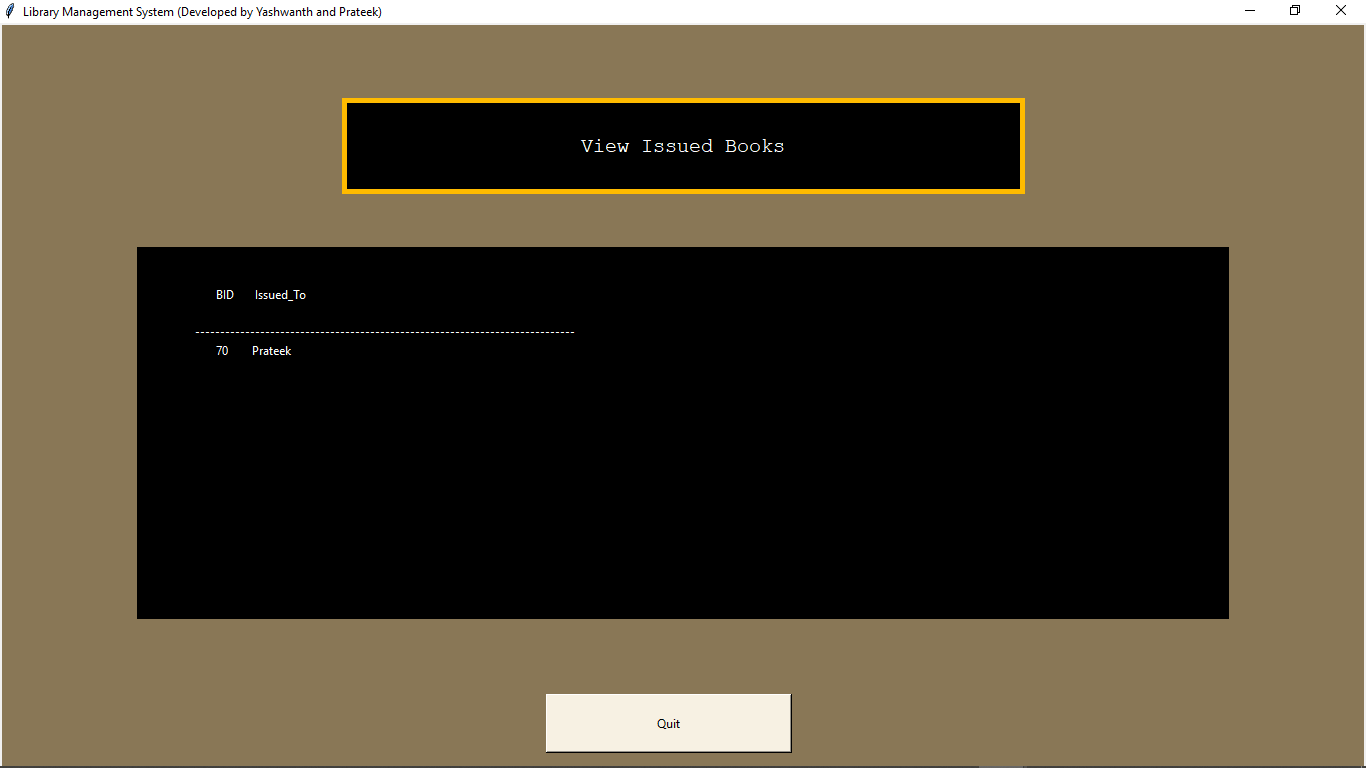 Library Management System (Developed by Yashwanth and Prateek)
View Issued Books
BID Issued_To
------------------------------------------------------------------------------
70 Prateek
Quit